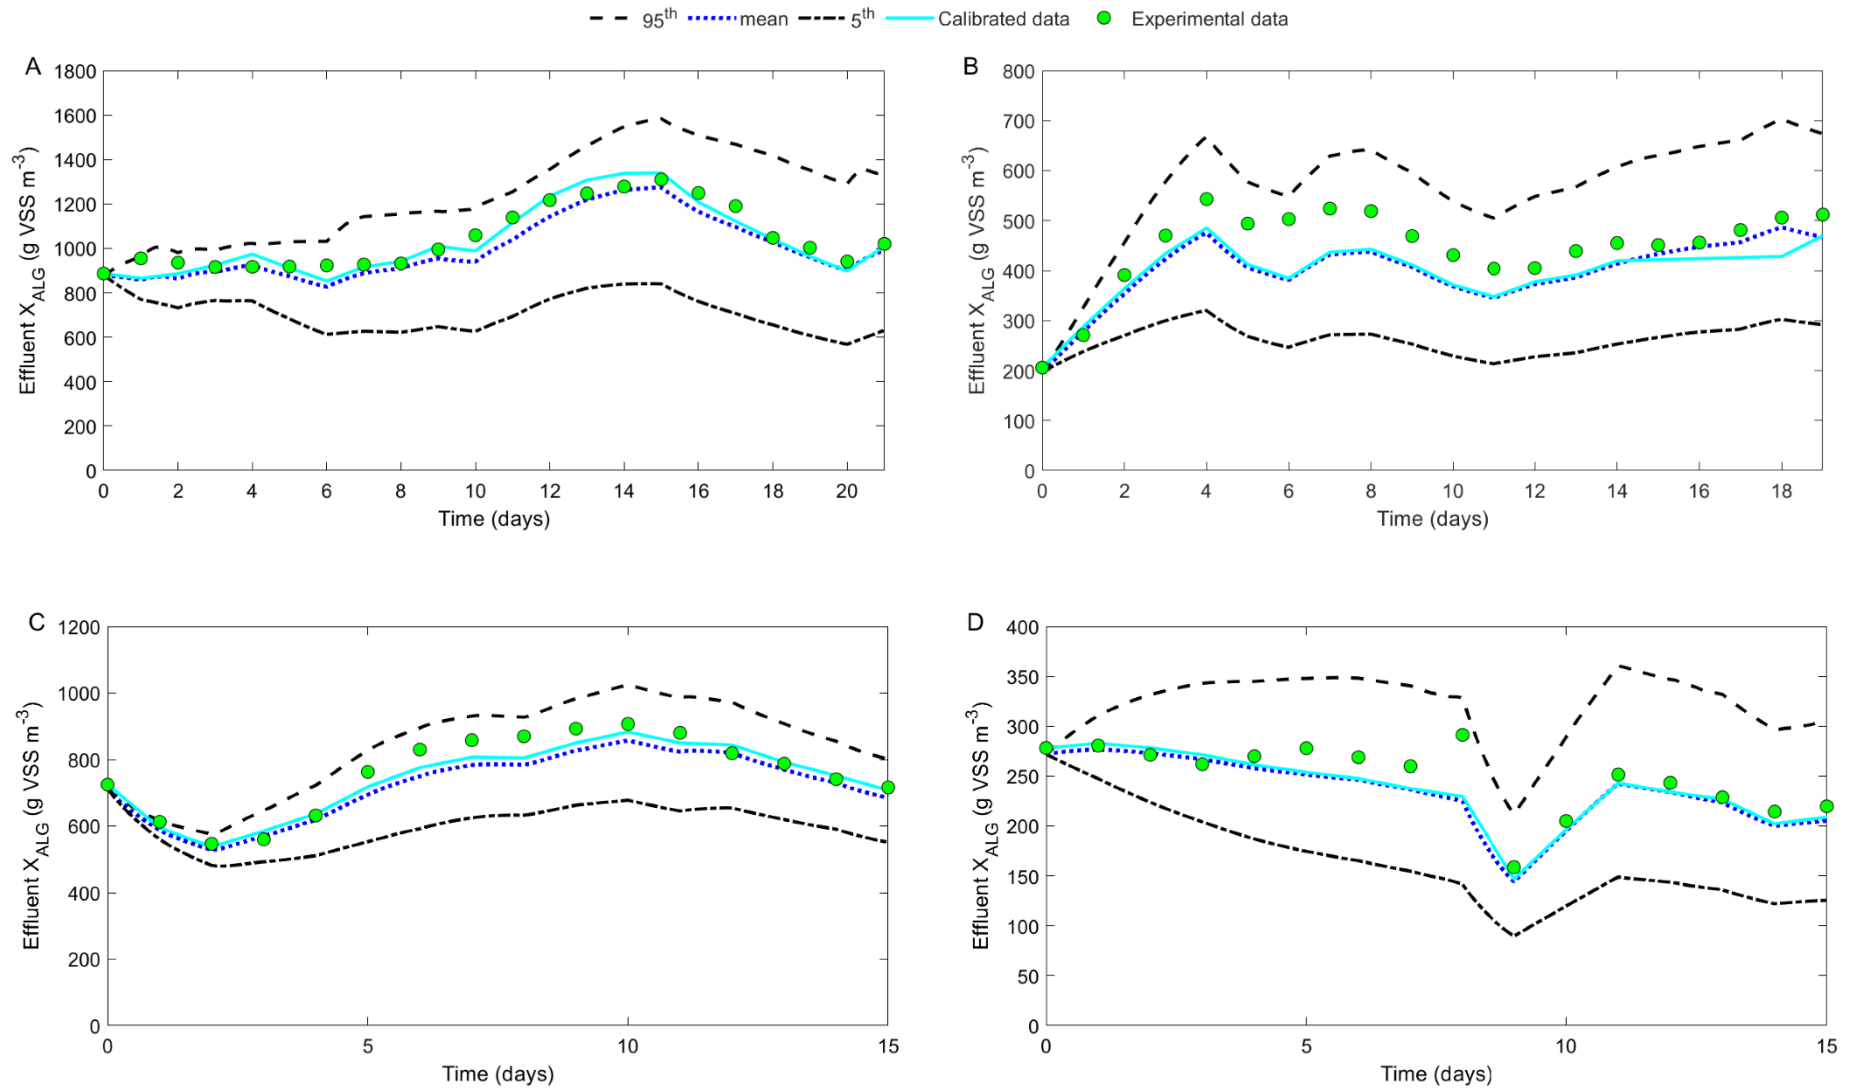 95th mean 5th Calibrated data Experimental data
A
1800
1600
1400
1200
1000
800
600
400
200
0
Effluent XALG (g VSS m-3)
0 2 4 6 8 10 12 14 16 18 20
Time (days)
B
800
700
600
500
400
300
200
100
0
Effluent XALG (g VSS m-3)
0 2 4 6 8 10 12 14 16 18
Time (days)
C
1200
1000
800
600
400
200
0
Effluent XALG (g VSS m-3)
0 5 10 15
Time (days)
D
400
350
300
250
200
150
100
50
0
Effluent XALG (g VSS m-3)
0 5 10 15
Time (days)